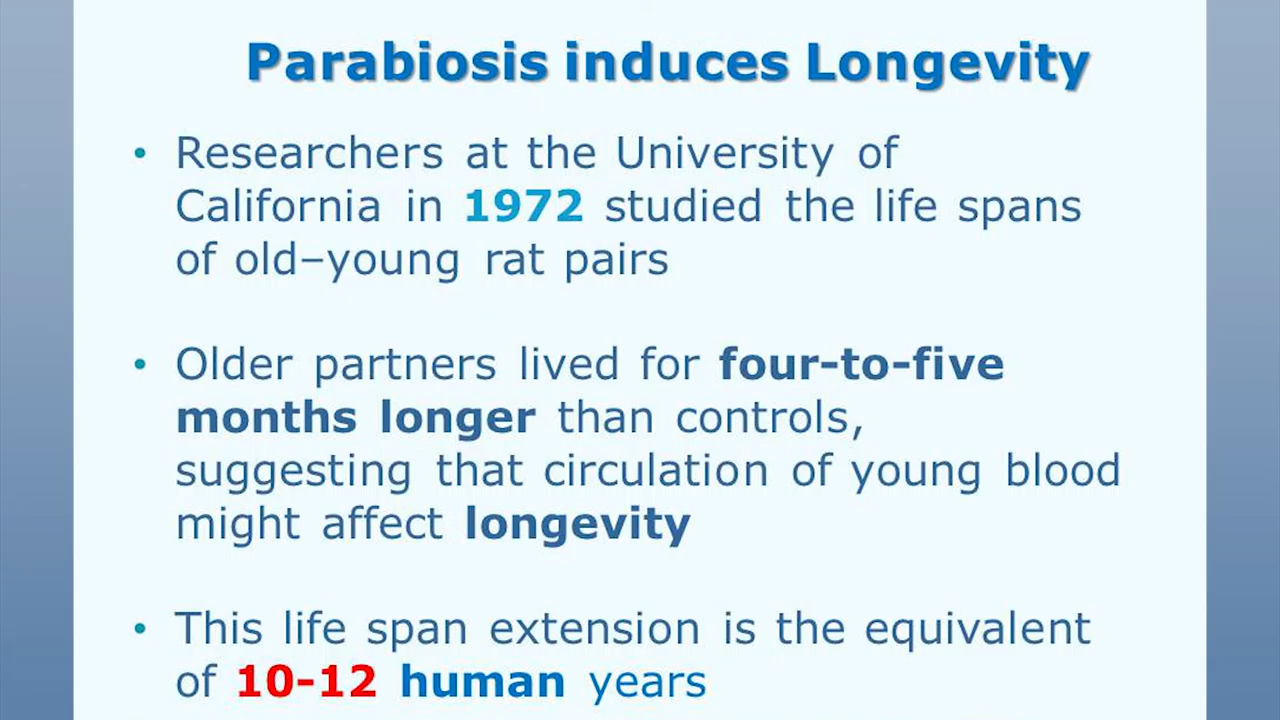 Parabiosis induces Longevity
• Researchers at the University of
California in 1972 studied the life spans
of old–young rat pairs
• Older partners lived for four-to-five
months longer than controls,
suggesting that circulation of young blood
might affect longevity
• This life span extension is the equivalent
of 10-12 human years